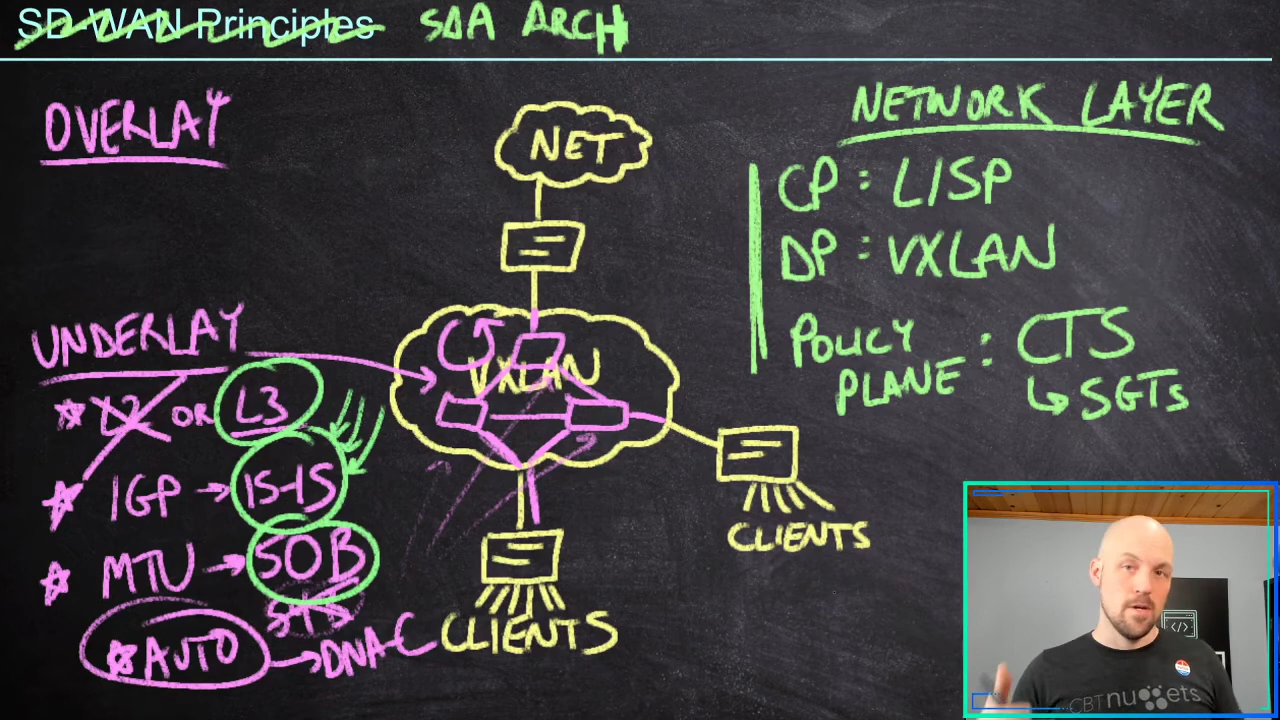 SD-WAN Principles SDA ARCH
OVERLAY
NET
NETWORK LAYER
CP : LISP
DP : VXLAN
POLICY PLANE : CTS
↳ SGTs
UNDERLAY
VXLAN
L2 OR L3
IGP → IS-IS
MTU → 50B
AUTO → DNAC
CLIENTS
CLIENTS
</>
CBTnuggets